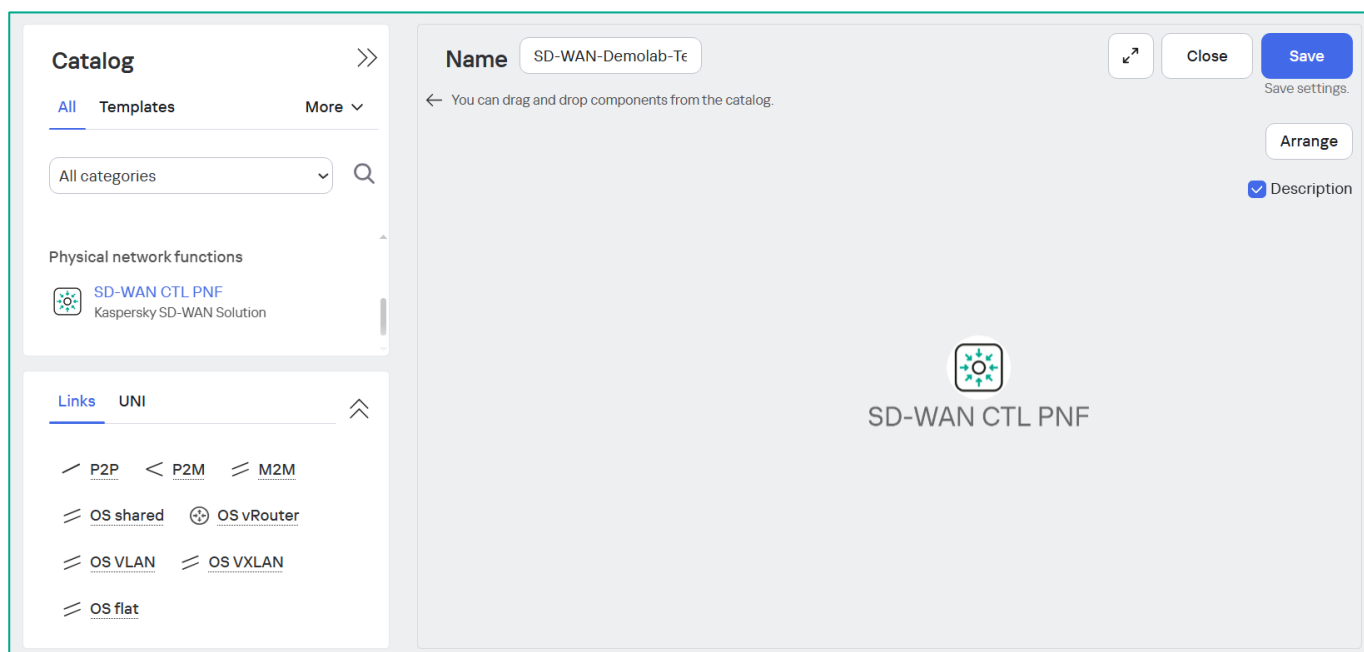 Catalog
All Templates More
All categories
Physical network functions
SD-WAN CTL PNF
Kaspersky SD-WAN Solution
Links UNI
P2P P2M M2M
OS shared OS vRouter
OS VLAN OS VXLAN
OS flat
Name SD-WAN-Demolab-Te Close Save
You can drag and drop components from the catalog.
Save settings.
Arrange
Description
SD-WAN CTL PNF